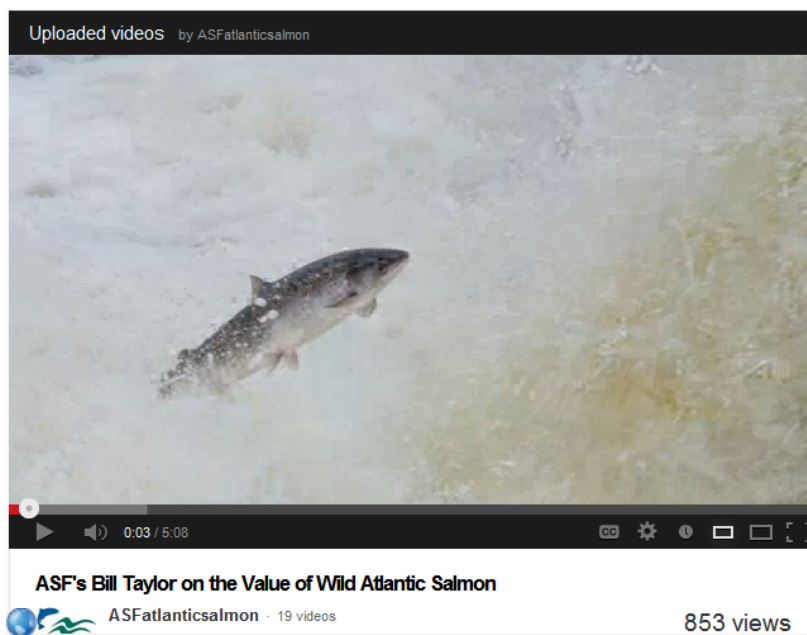 Uploaded videos by ASFatlanticsalmon
0:03 / 5:08
CC
ASF's Bill Taylor on the Value of Wild Atlantic Salmon
ASFatlanticsalmon · 19 videos
853 views